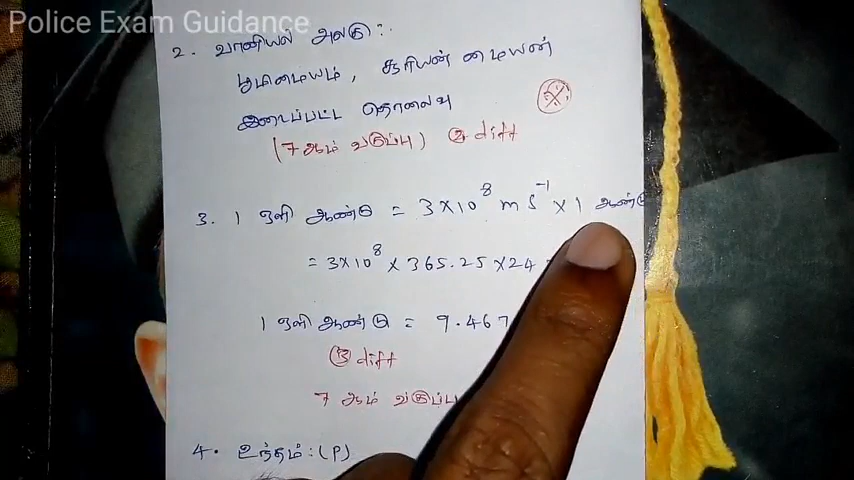 Police Exam Guidance
2. வானியல் அலகு :-
பூமிமையம், சூரியன் மையன்
இடைப்பட்ட தொலைவு
(7 ஆம் வகுப்பு) ② diff
3. 1 ஒளி ஆண்டு = 3×10⁸ m s⁻¹ × 1 ஆண்டு
= 3×10⁸ × 365.25 × 24
1 ஒளி ஆண்டு = 9.467
③ diff
7 ஆம் வகுப்பு
4. உந்தம் : (P)